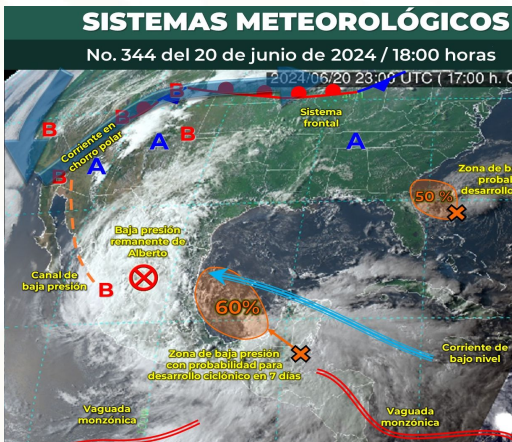 SISTEMAS METEOROLÓGICOS
No. 344 del 20 de junio de 2024 / 18:00 horas
2024/06/20 23:00 UTC ( 17:00 h.
B
B
B
B
B
Corriente en
chorro polar
A
A
A
Sistema
frontal
Zona de
proba
desarrollo
50 %
Baja presión
remanente de
Alberto
Canal de
baja presión
B
60%
Zona de baja presión
con probabilidad para
desarrollo ciclónico en 7 días
Corriente de
bajo nivel
Vaguada
monzónica
Vaguada
monzónica